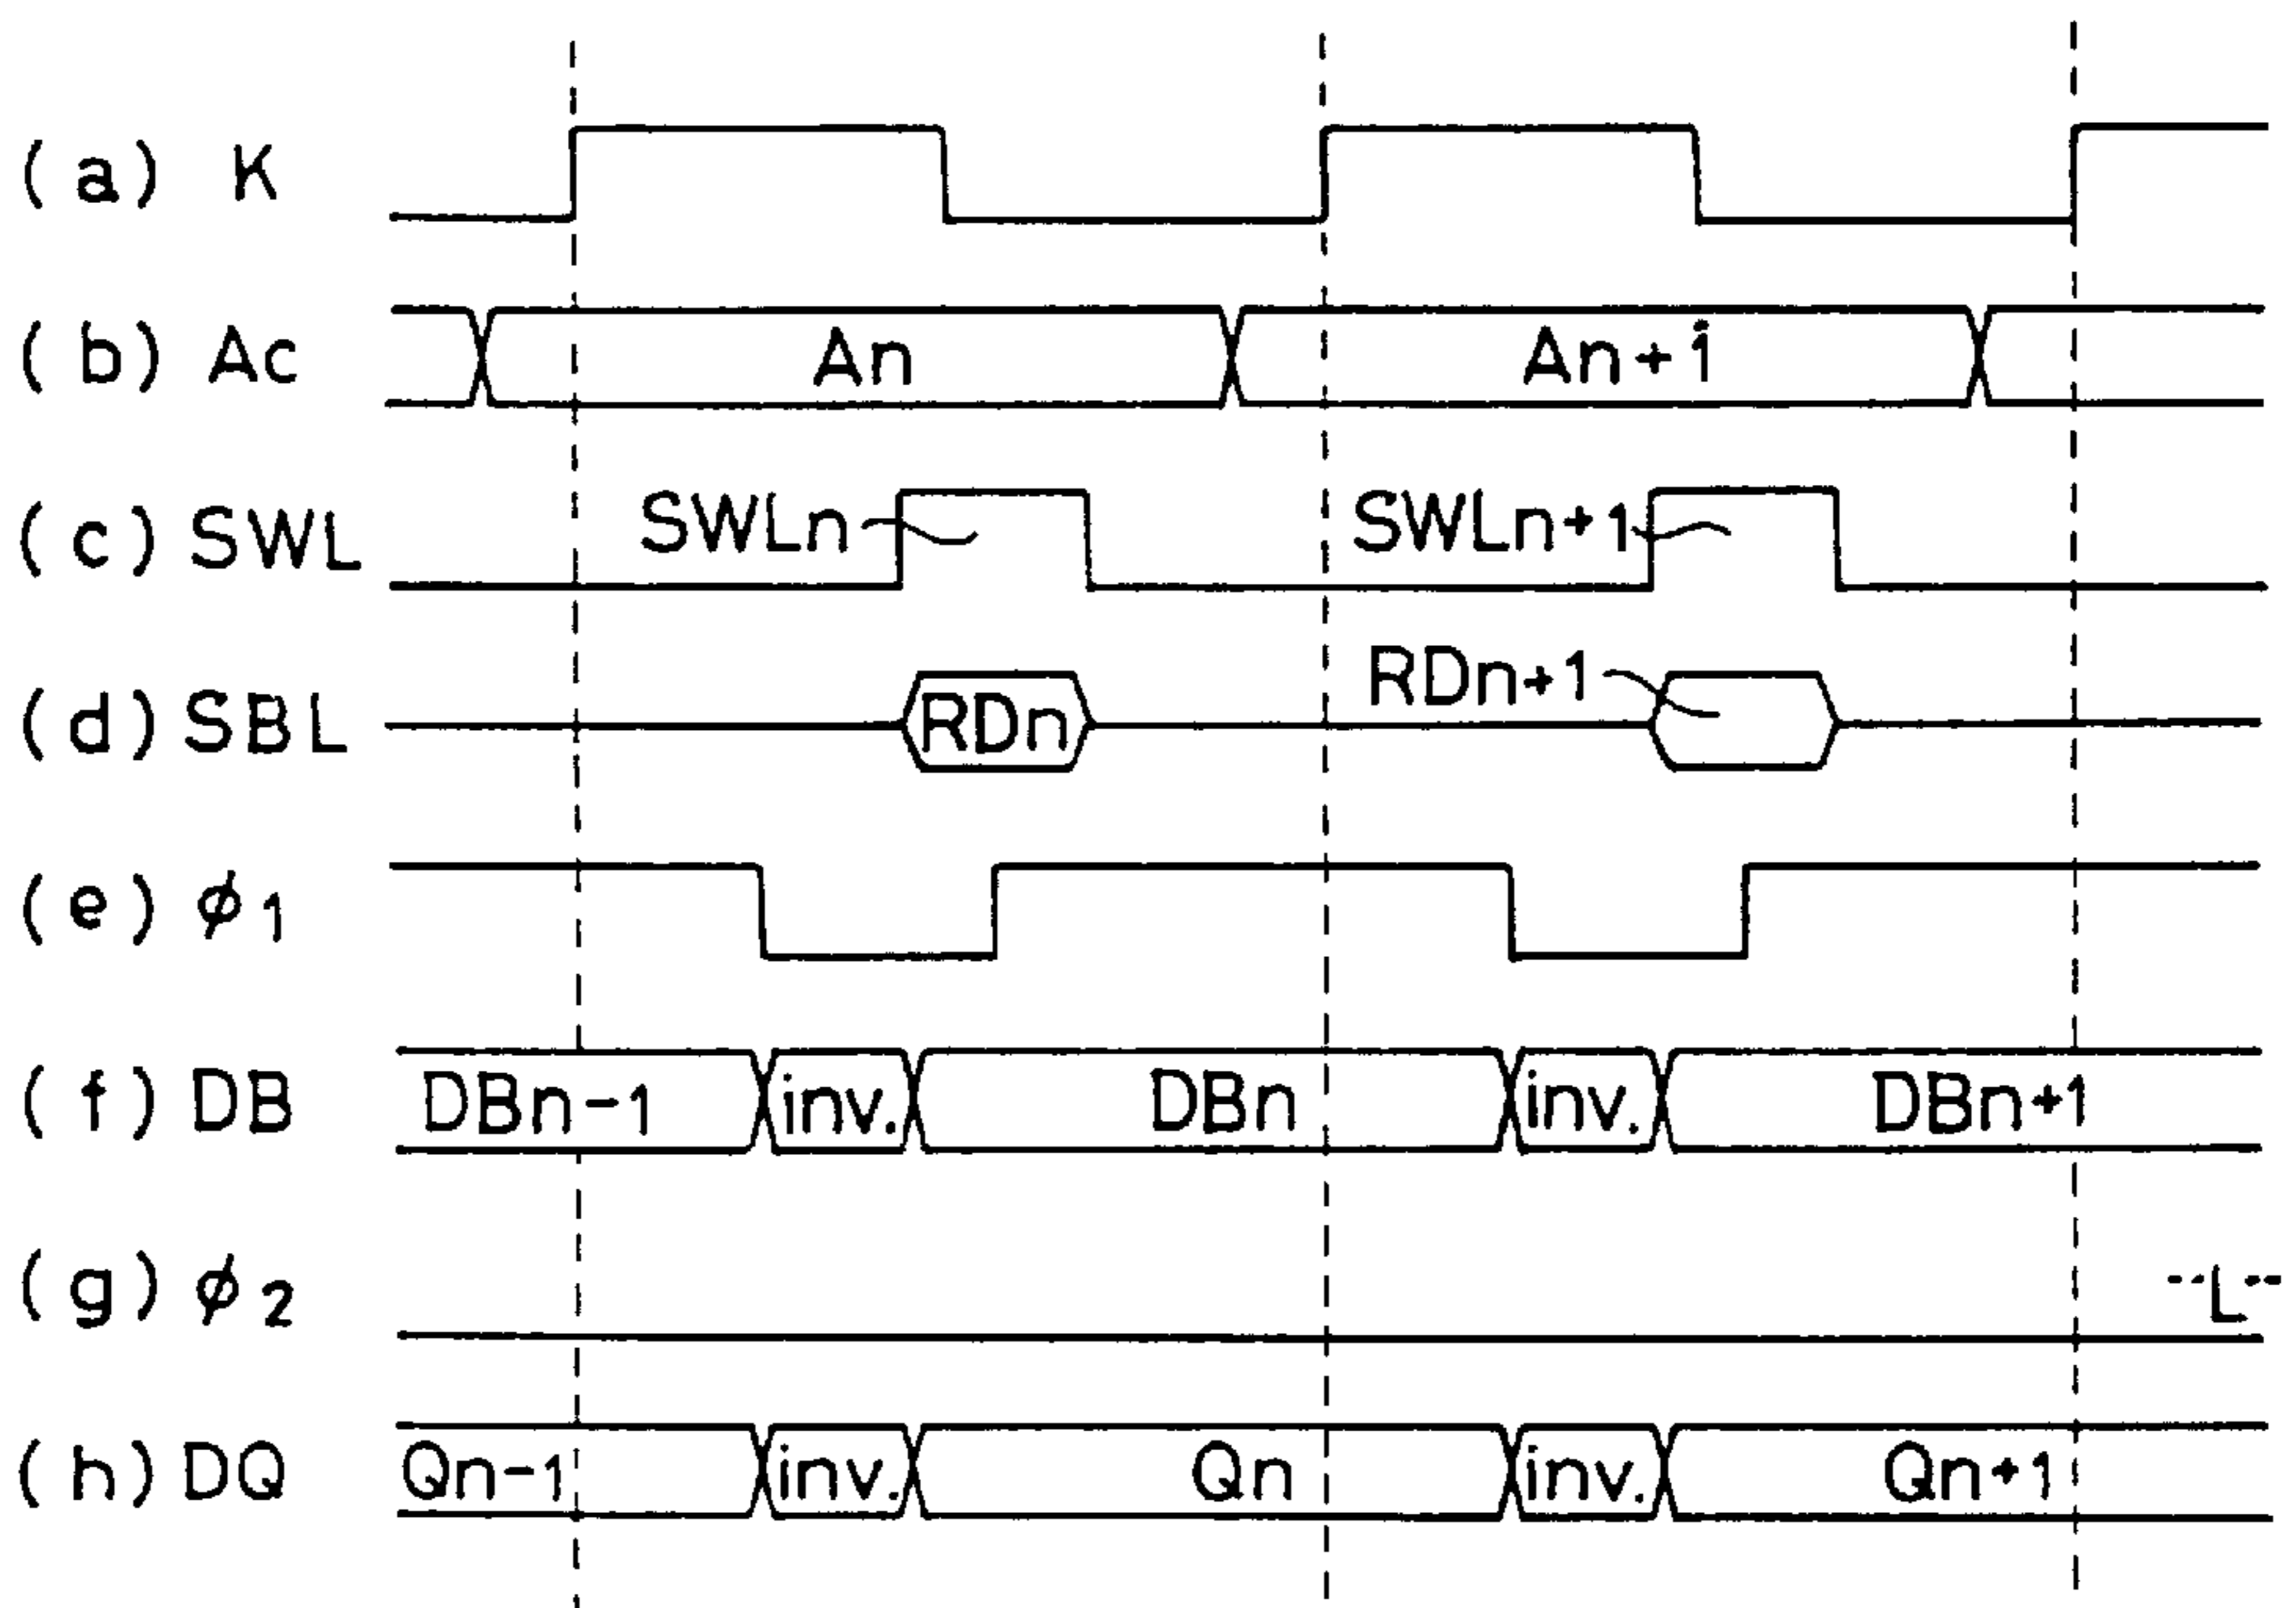 (a) K
(b) Ac An An+i
(c) SWL SWLn SWLn+1
(d) SBL RDn RDn+1
(e) ϕ1
(f) DB DBn-1 inv. DBn inv. DBn+1
(g) ϕ2 "L"
(h) DQ Qn-1 inv. Qn inv. Qn+1